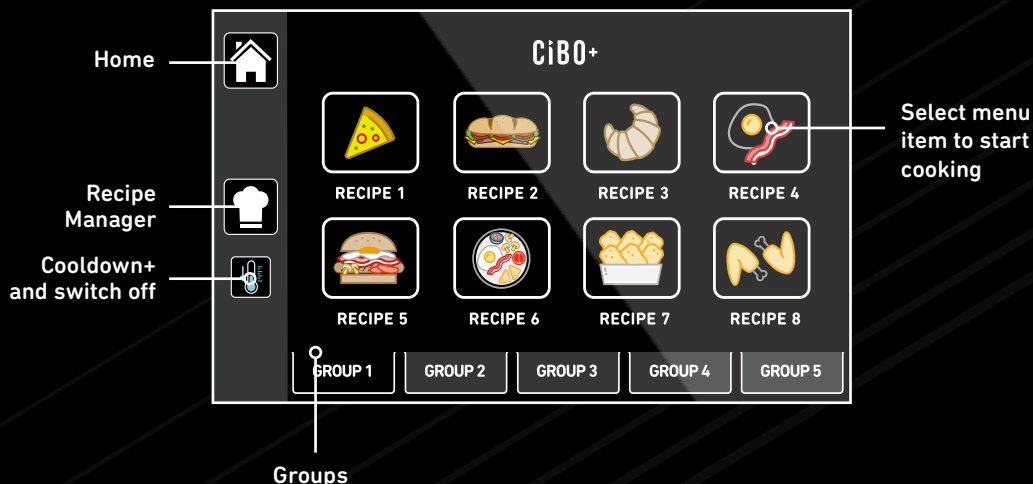 CiBO+
Home
Select menu
item to start
cooking
RECIPE 1
RECIPE 2
RECIPE 3
RECIPE 4
Recipe
Manager
Cooldown+
and switch off
RECIPE 5
RECIPE 6
RECIPE 7
RECIPE 8
GROUP 1
GROUP 2
GROUP 3
GROUP 4
GROUP 5
Groups